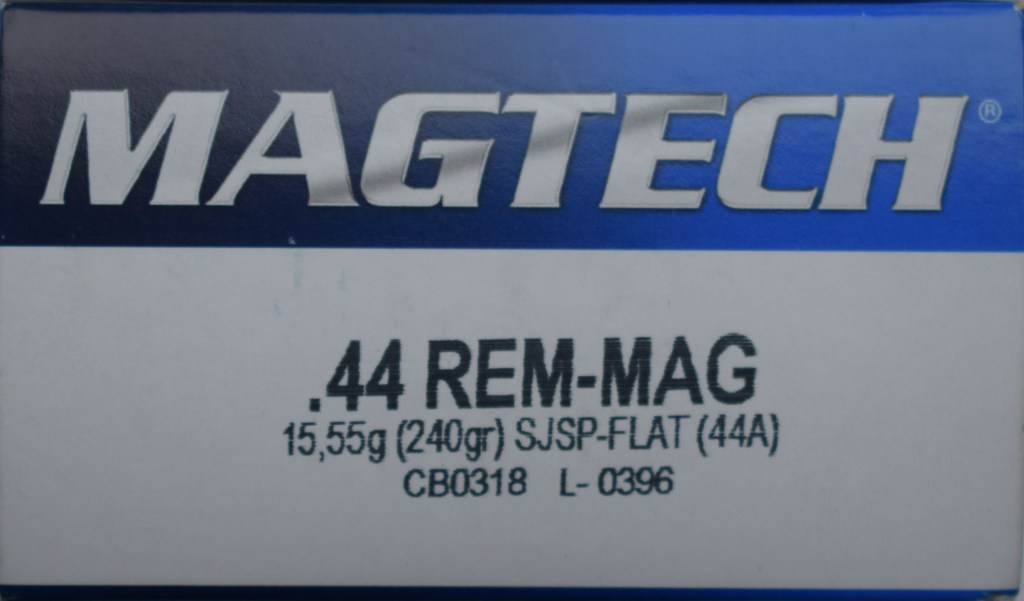 MAGTECH®
.44 REM-MAG
15,55g (240gr) SJSP-FLAT (44A)
CB0318 L- 0396